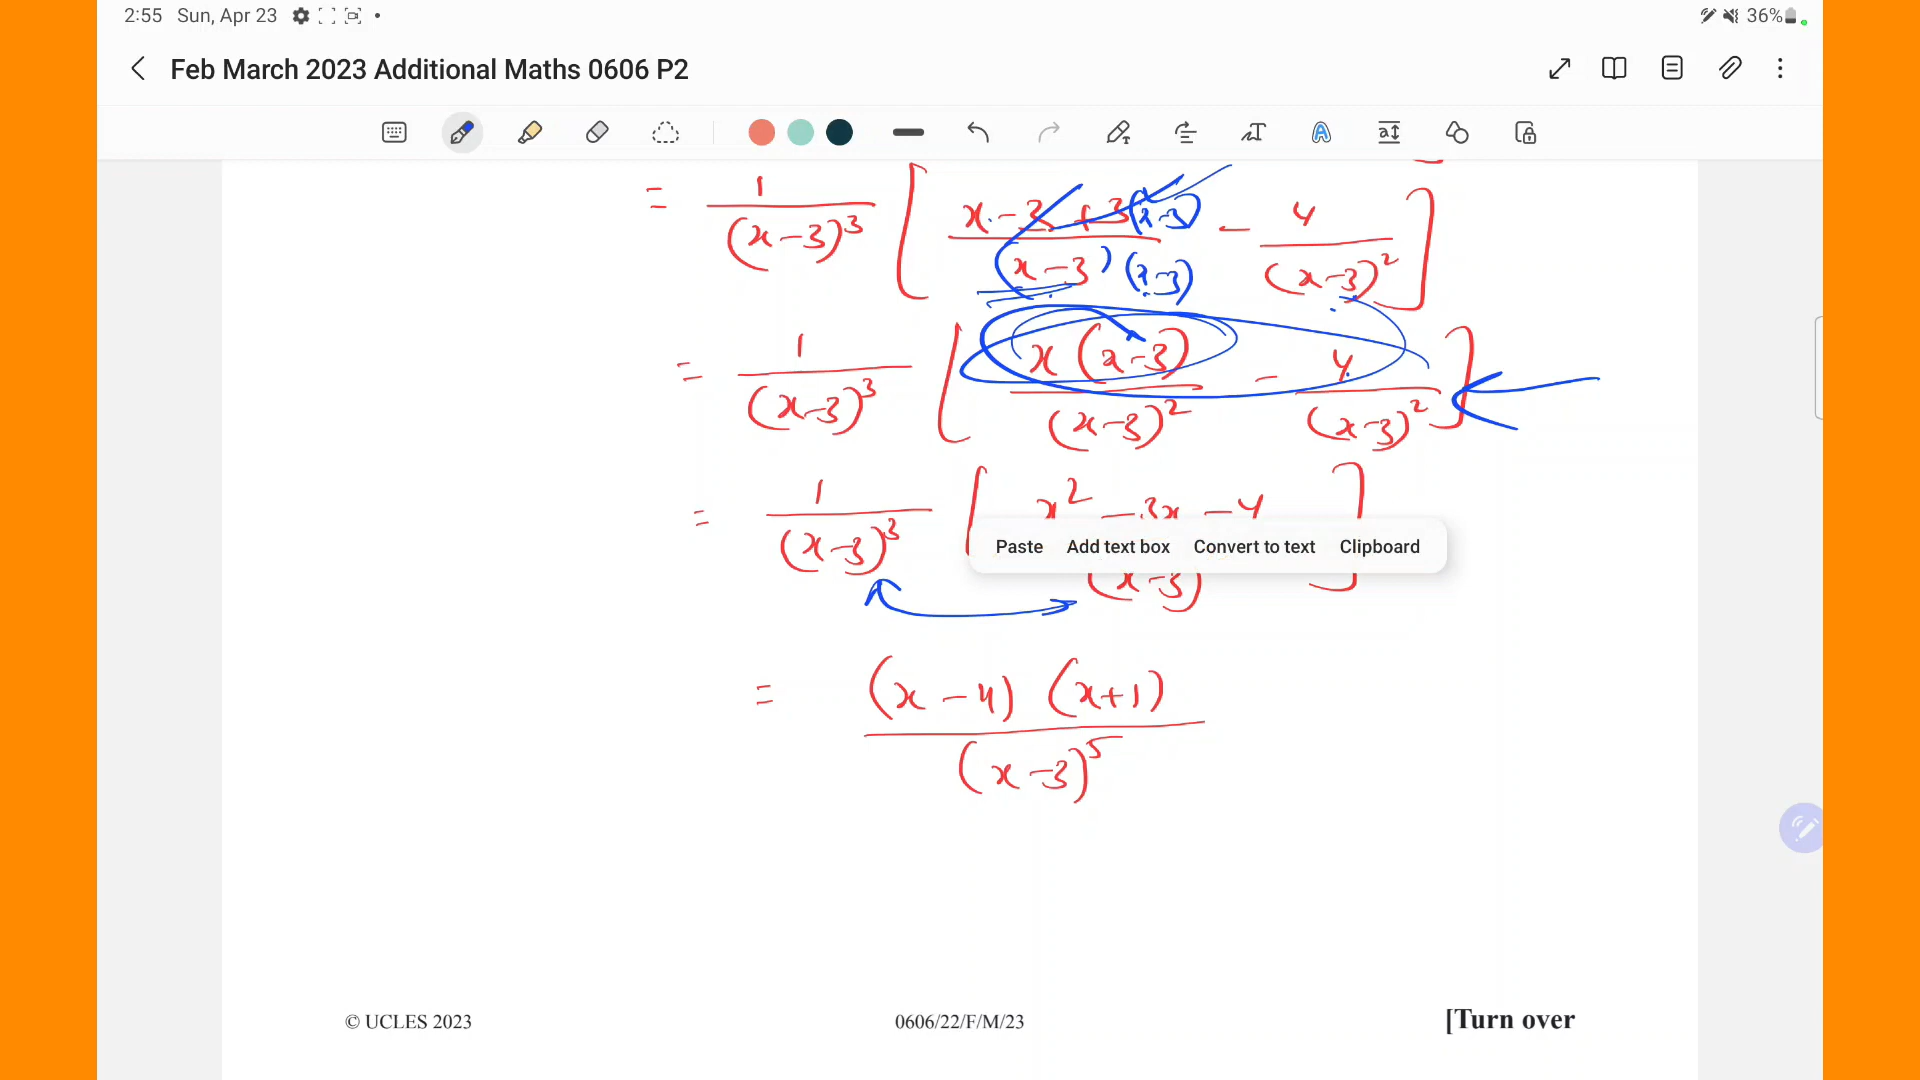 2:55 Sun, Apr 23 36%
Feb March 2023 Additional Maths 0606 P2
= 1/(x-3)^3 [ x-3+3(x-3)/(x-3)(x-3) - 4/(x-3)^2 ]
= 1/(x-3)^3 [ x(x-3)/(x-3)^2 - 4/(x-3)^2 ]
= 1/(x-3)^3 [ x^2-3x-4/(x-3) ]
Paste Add text box Convert to text Clipboard
= (x-4)(x+1)/(x-3)^5
© UCLES 2023 0606/22/F/M/23 [Turn over